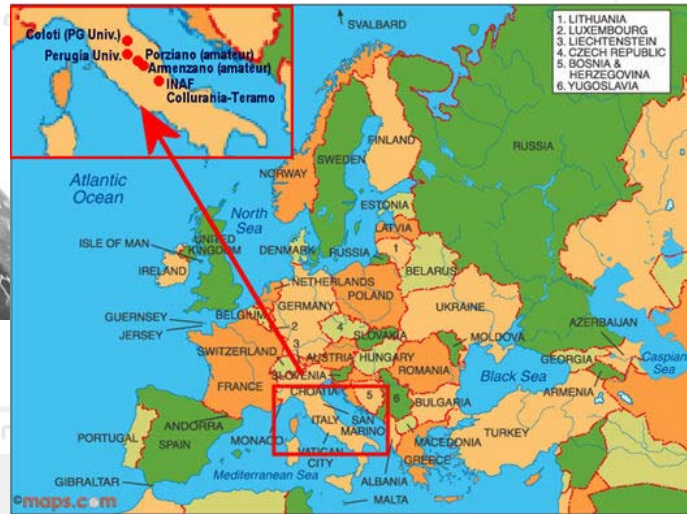 Coloti (PG Univ.)
Perugia Univ.
Porziano (amateur)
Armenzano (amateur)
INAF
Collurania-Teramo
SVALBARD
1. LITHUANIA
2. LUXEMBOURG
3. LIECHTENSTEIN
4. CZECH REPUBLIC
5. BOSNIA &
HERZEGOVINA
6. YUGOSLAVIA
Atlantic
Ocean
NORWAY
SWEDEN
FINLAND
RUSSIA
North
Sea
ESTONIA
LATVIA
1
ISLE OF MAN
UNITED
KINGDOM
DENMARK
RUSSIA
BELARUS
IRELAND
NETHERLANDS
POLAND
GERMANY
GUERNSEY
JERSEY
BELGIUM
2
4
UKRAINE
SLOVAKIA
MOLDOVA
AZERBAIJAN
SWITZERLAND
3
AUSTRIA
HUNGARY
SLOVENIA
ROMANIA
GEORGIA
Caspian
Sea
FRANCE
CROATIA
5
6
Black Sea
ARMENIA
BULGARIA
ANDORRA
PORTUGAL
SPAIN
MONACO
ITALY
SAN
MARINO
VATICAN
CITY
MACEDONIA
TURKEY
GREECE
GIBRALTAR
Mediterranean Sea
ALBANIA
MALTA
©maps.com